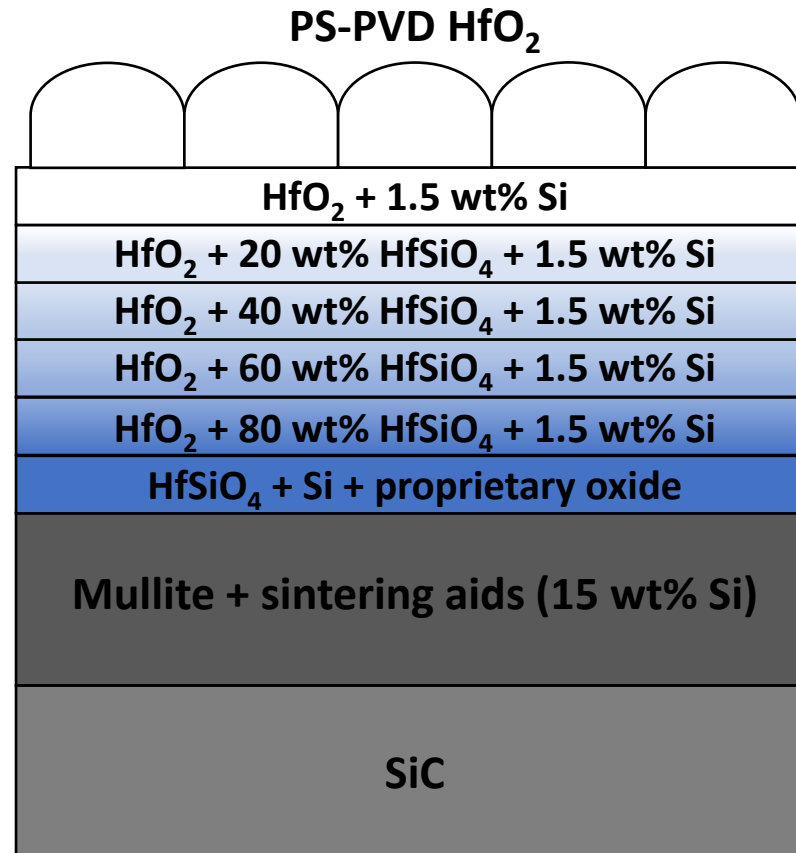 PS-PVD HfO₂
HfO₂ + 1.5 wt% Si
HfO₂ + 20 wt% HfSiO₄ + 1.5 wt% Si
HfO₂ + 40 wt% HfSiO₄ + 1.5 wt% Si
HfO₂ + 60 wt% HfSiO₄ + 1.5 wt% Si
HfO₂ + 80 wt% HfSiO₄ + 1.5 wt% Si
HfSiO₄ + Si + proprietary oxide
Mullite + sintering aids (15 wt% Si)
SiC